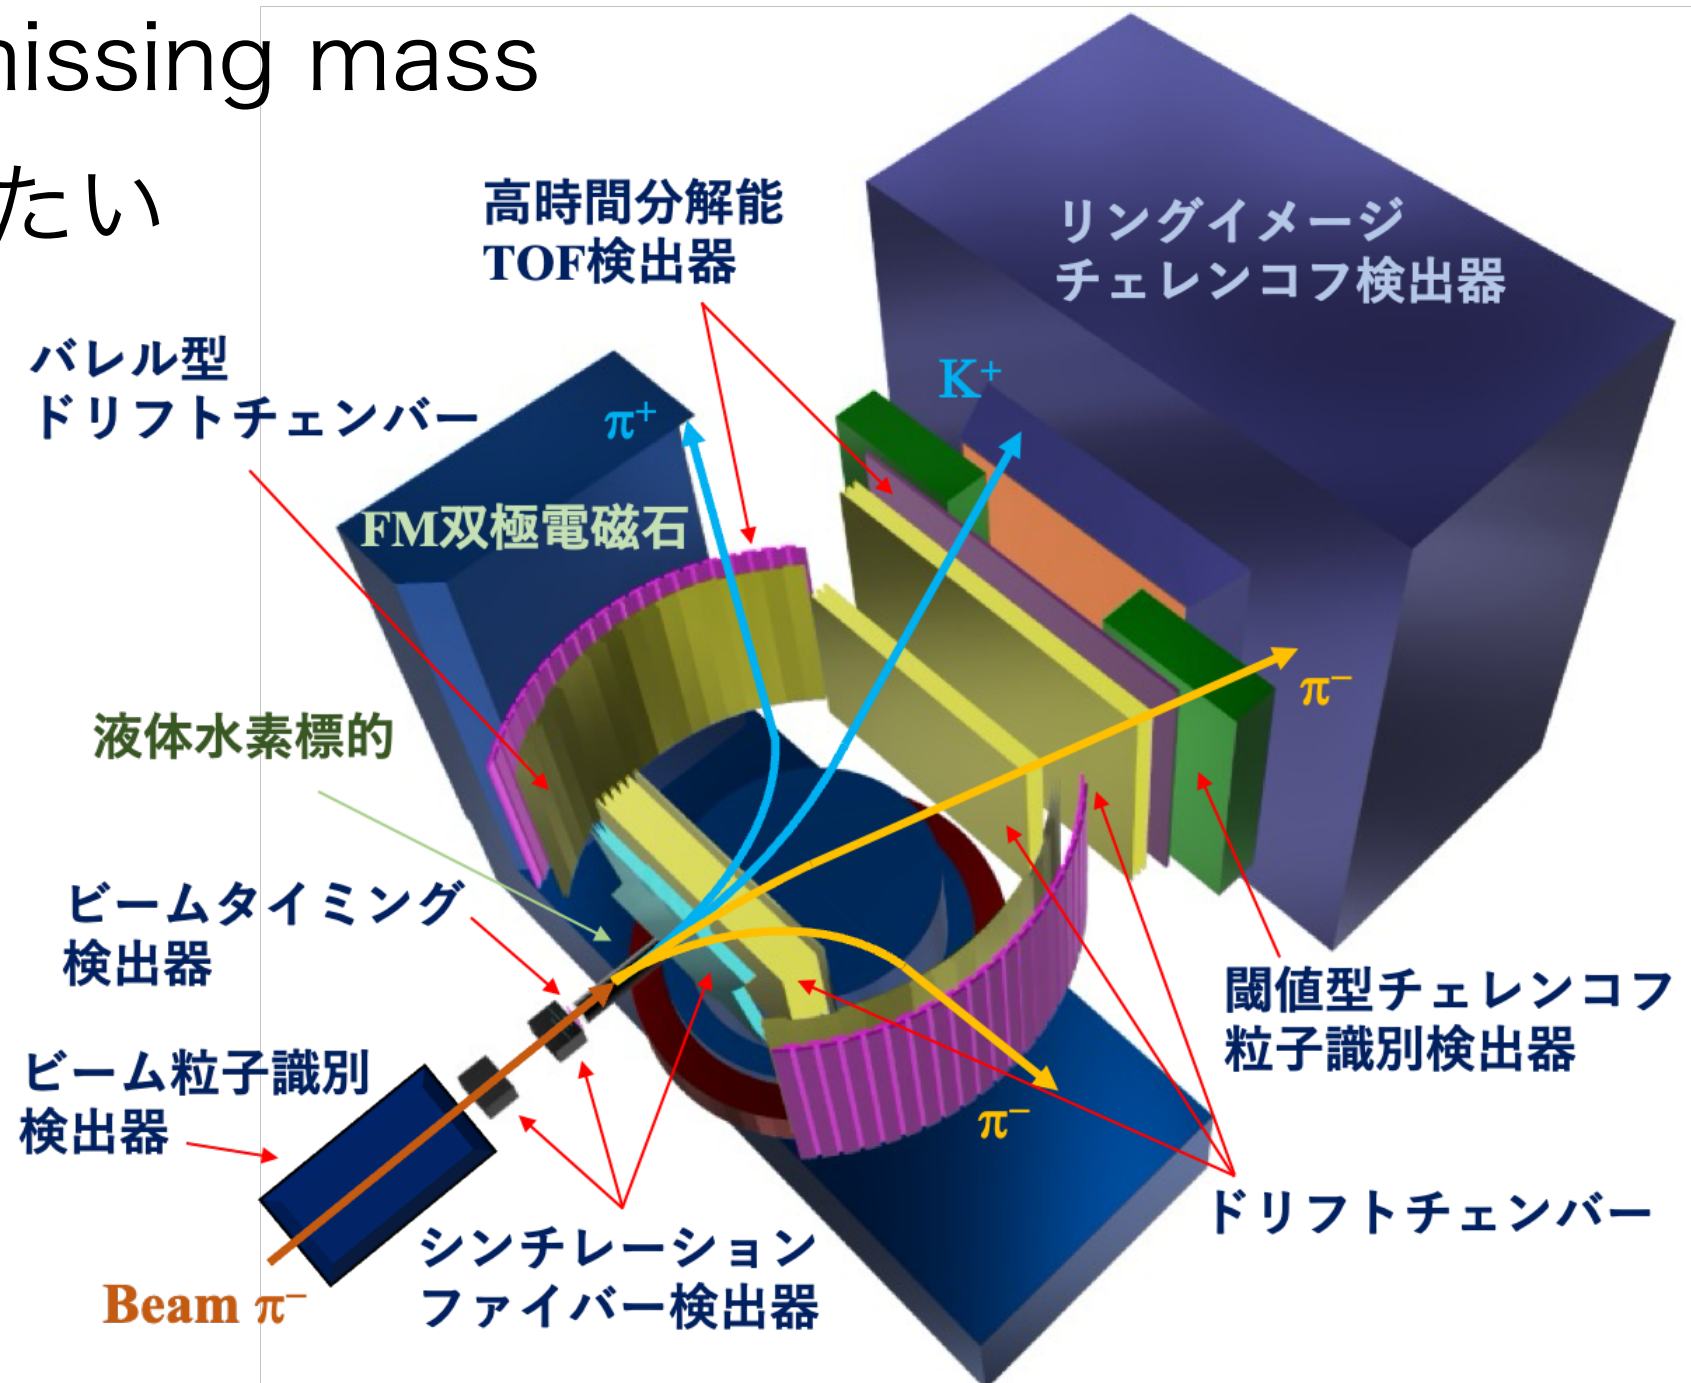 missing mass
たい
高時間分解能
TOF検出器
リングイメージ
チェレンコフ検出器
バレル型
ドリフトチェンバー
π⁺
K⁺
FM双極電磁石
π⁻
液体水素標的
ビームタイミング
検出器
閾値型チェレンコフ
粒子識別検出器
ビーム粒子識別
検出器
π⁻
ドリフトチェンバー
シンチレーション
ファイバー検出器
Beam π⁻